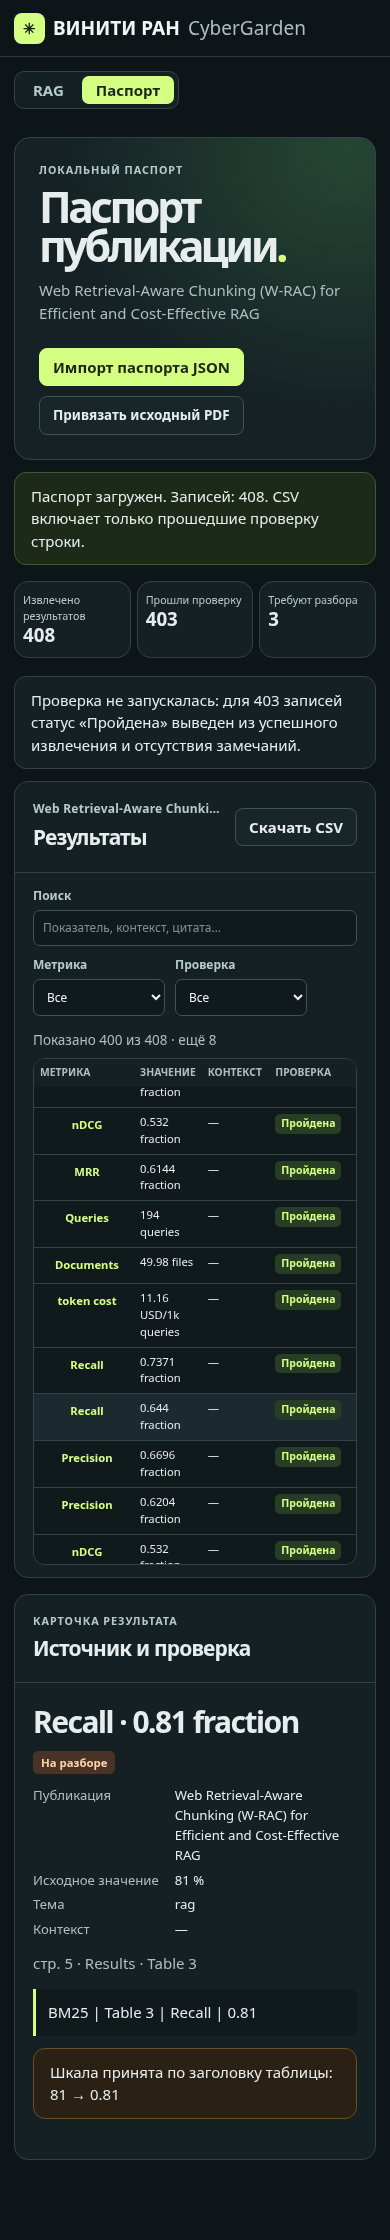 ВИНИТИ РАН CyberGarden
RAG Паспорт
ЛОКАЛЬНЫЙ ПАСПОРТ
Паспорт
публикации.
Web Retrieval-Aware Chunking (W-RAC) for
Efficient and Cost-Effective RAG
Импорт паспорта JSON
Привязать исходный PDF
Паспорт загружен. Записей: 408. CSV
включает только прошедшие проверку
строки.
Извлечено
результатов
408
Прошли проверку
403
Требуют разбора
3
Проверка не запускалась: для 403 записей
статус «Пройдена» выведен из успешного
извлечения и отсутствия замечаний.
Web Retrieval-Aware Chunki...
Результаты
Скачать CSV
Поиск
Показатель, контекст, цитата...
Метрика Проверка
Все Все
Показано 400 из 408 · ещё 8
МЕТРИКА ЗНАЧЕНИЕ КОНТЕКСТ ПРОВЕРКА
fraction
nDCG 0.532 — Пройдена
fraction
MRR 0.6144 — Пройдена
fraction
Queries 194 — Пройдена
queries
Documents 49.98 files — Пройдена
token cost 11.16 — Пройдена
USD/1k
queries
Recall 0.7371 — Пройдена
fraction
Recall 0.644 — Пройдена
fraction
Precision 0.6696 — Пройдена
fraction
Precision 0.6204 — Пройдена
fraction
nDCG 0.532 — Пройдена
fraction
КАРТОЧКА РЕЗУЛЬТАТА
Источник и проверка
Recall · 0.81 fraction
На разборе
Публикация Web Retrieval-Aware
Chunking (W-RAC) for
Efficient and Cost-Effective
RAG
Исходное значение 81 %
Тема rag
Контекст —
стр. 5 · Results · Table 3
BM25 | Table 3 | Recall | 0.81
Шкала принята по заголовку таблицы:
81 → 0.81